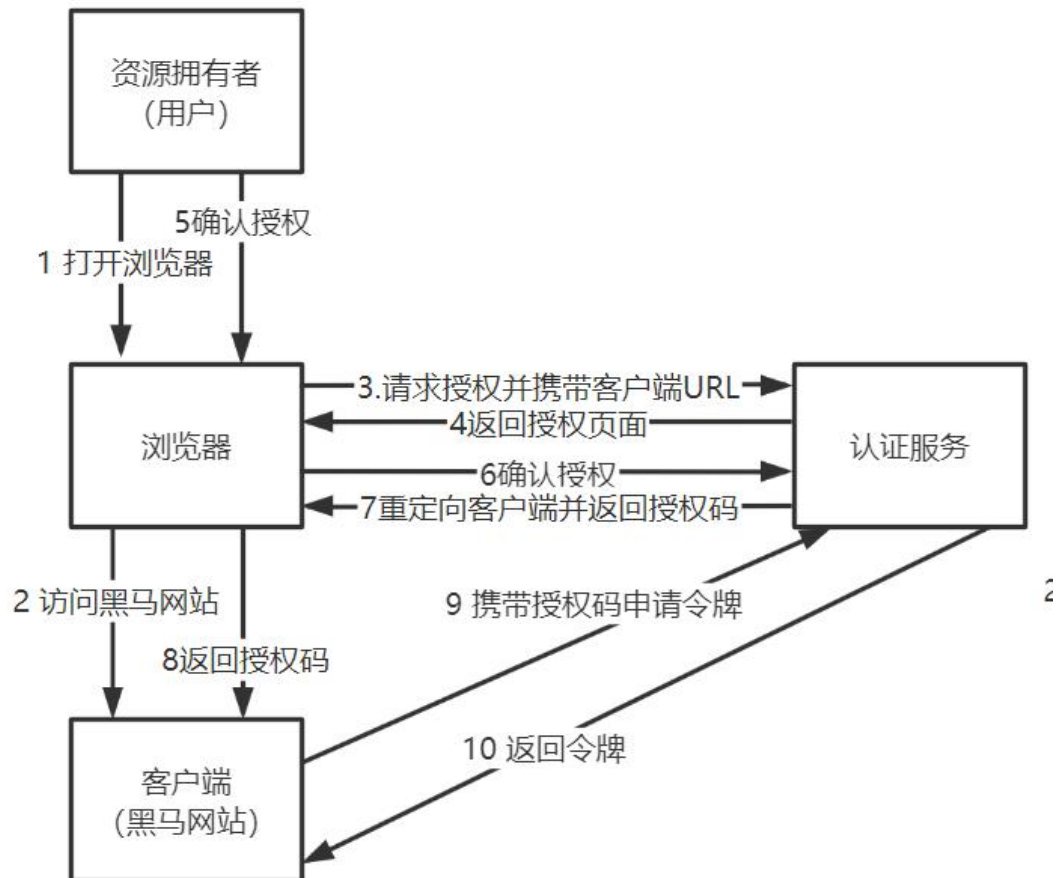 资源拥有者
（用户）
5确认授权
1 打开浏览器
3.请求授权并携带客户端URL
4返回授权页面
浏览器
认证服务
6确认授权
7重定向客户端并返回授权码
2 访问黑马网站
9 携带授权码申请令牌
2
8返回授权码
10 返回令牌
客户端
（黑马网站）